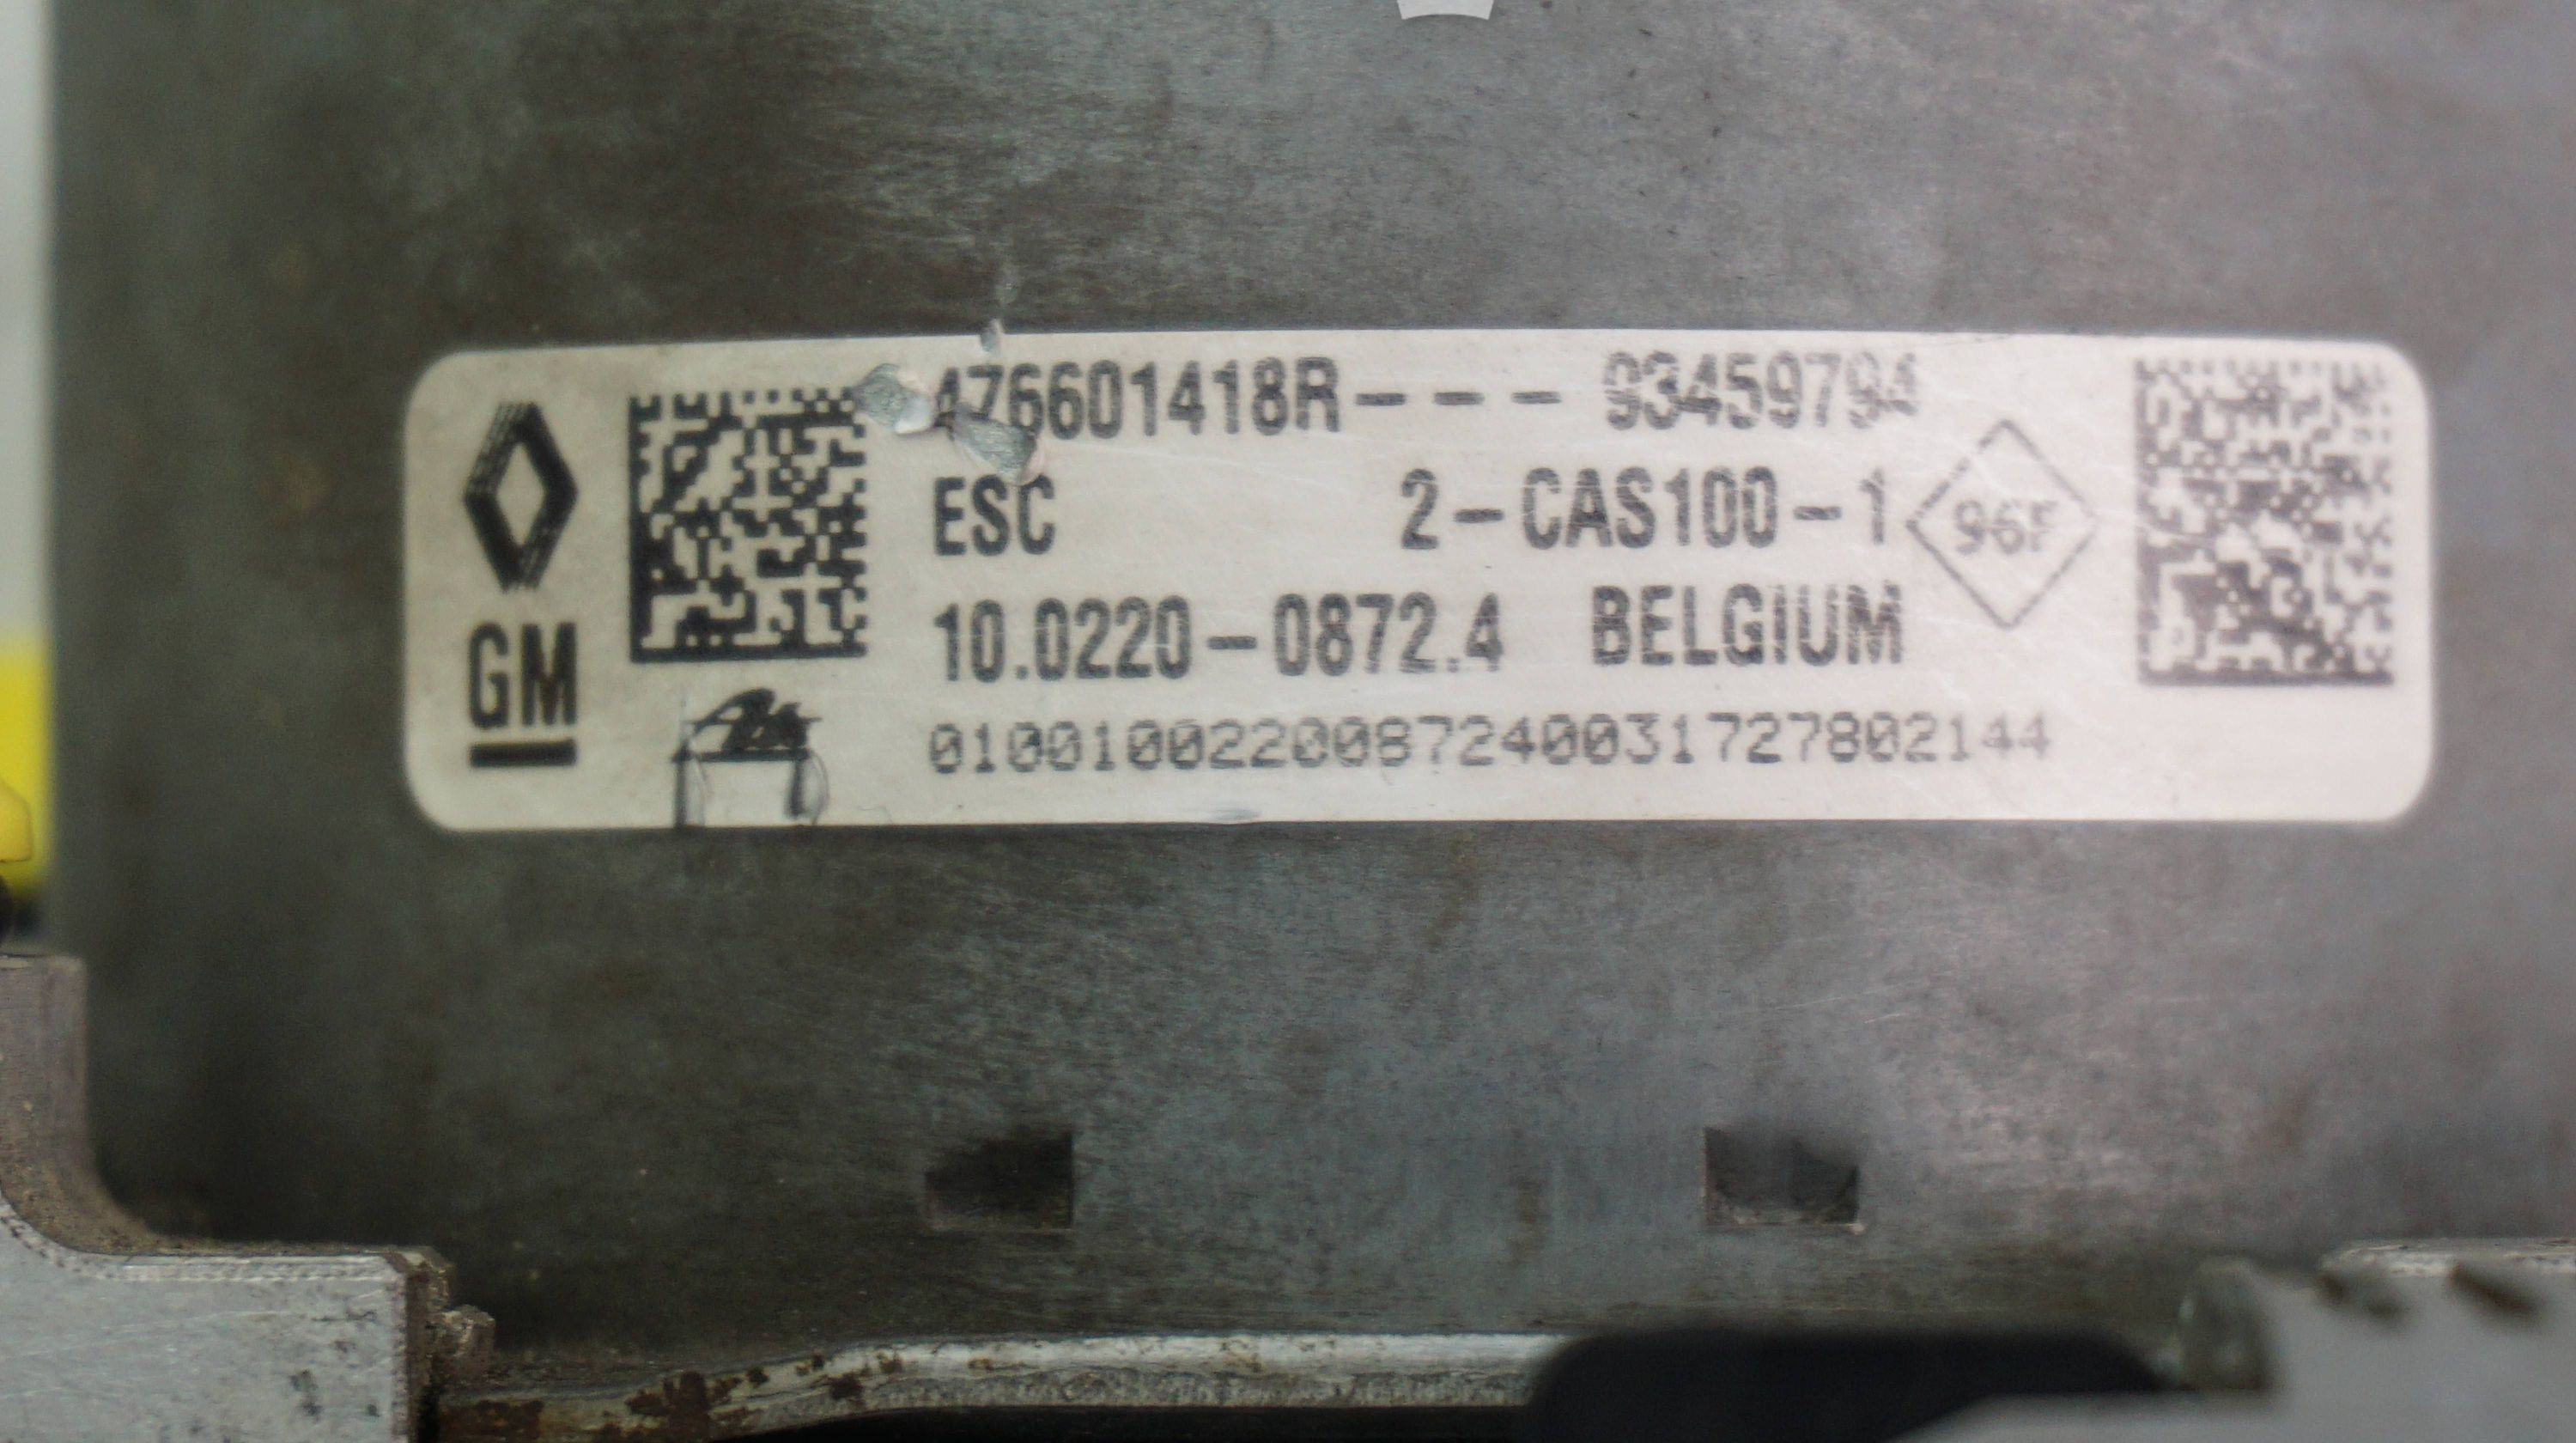 476601418R--- 93459794
ESC 2-CAS100-1
96F
10.0220-0872.4 BELGIUM
GM
0100100220087240031727802144